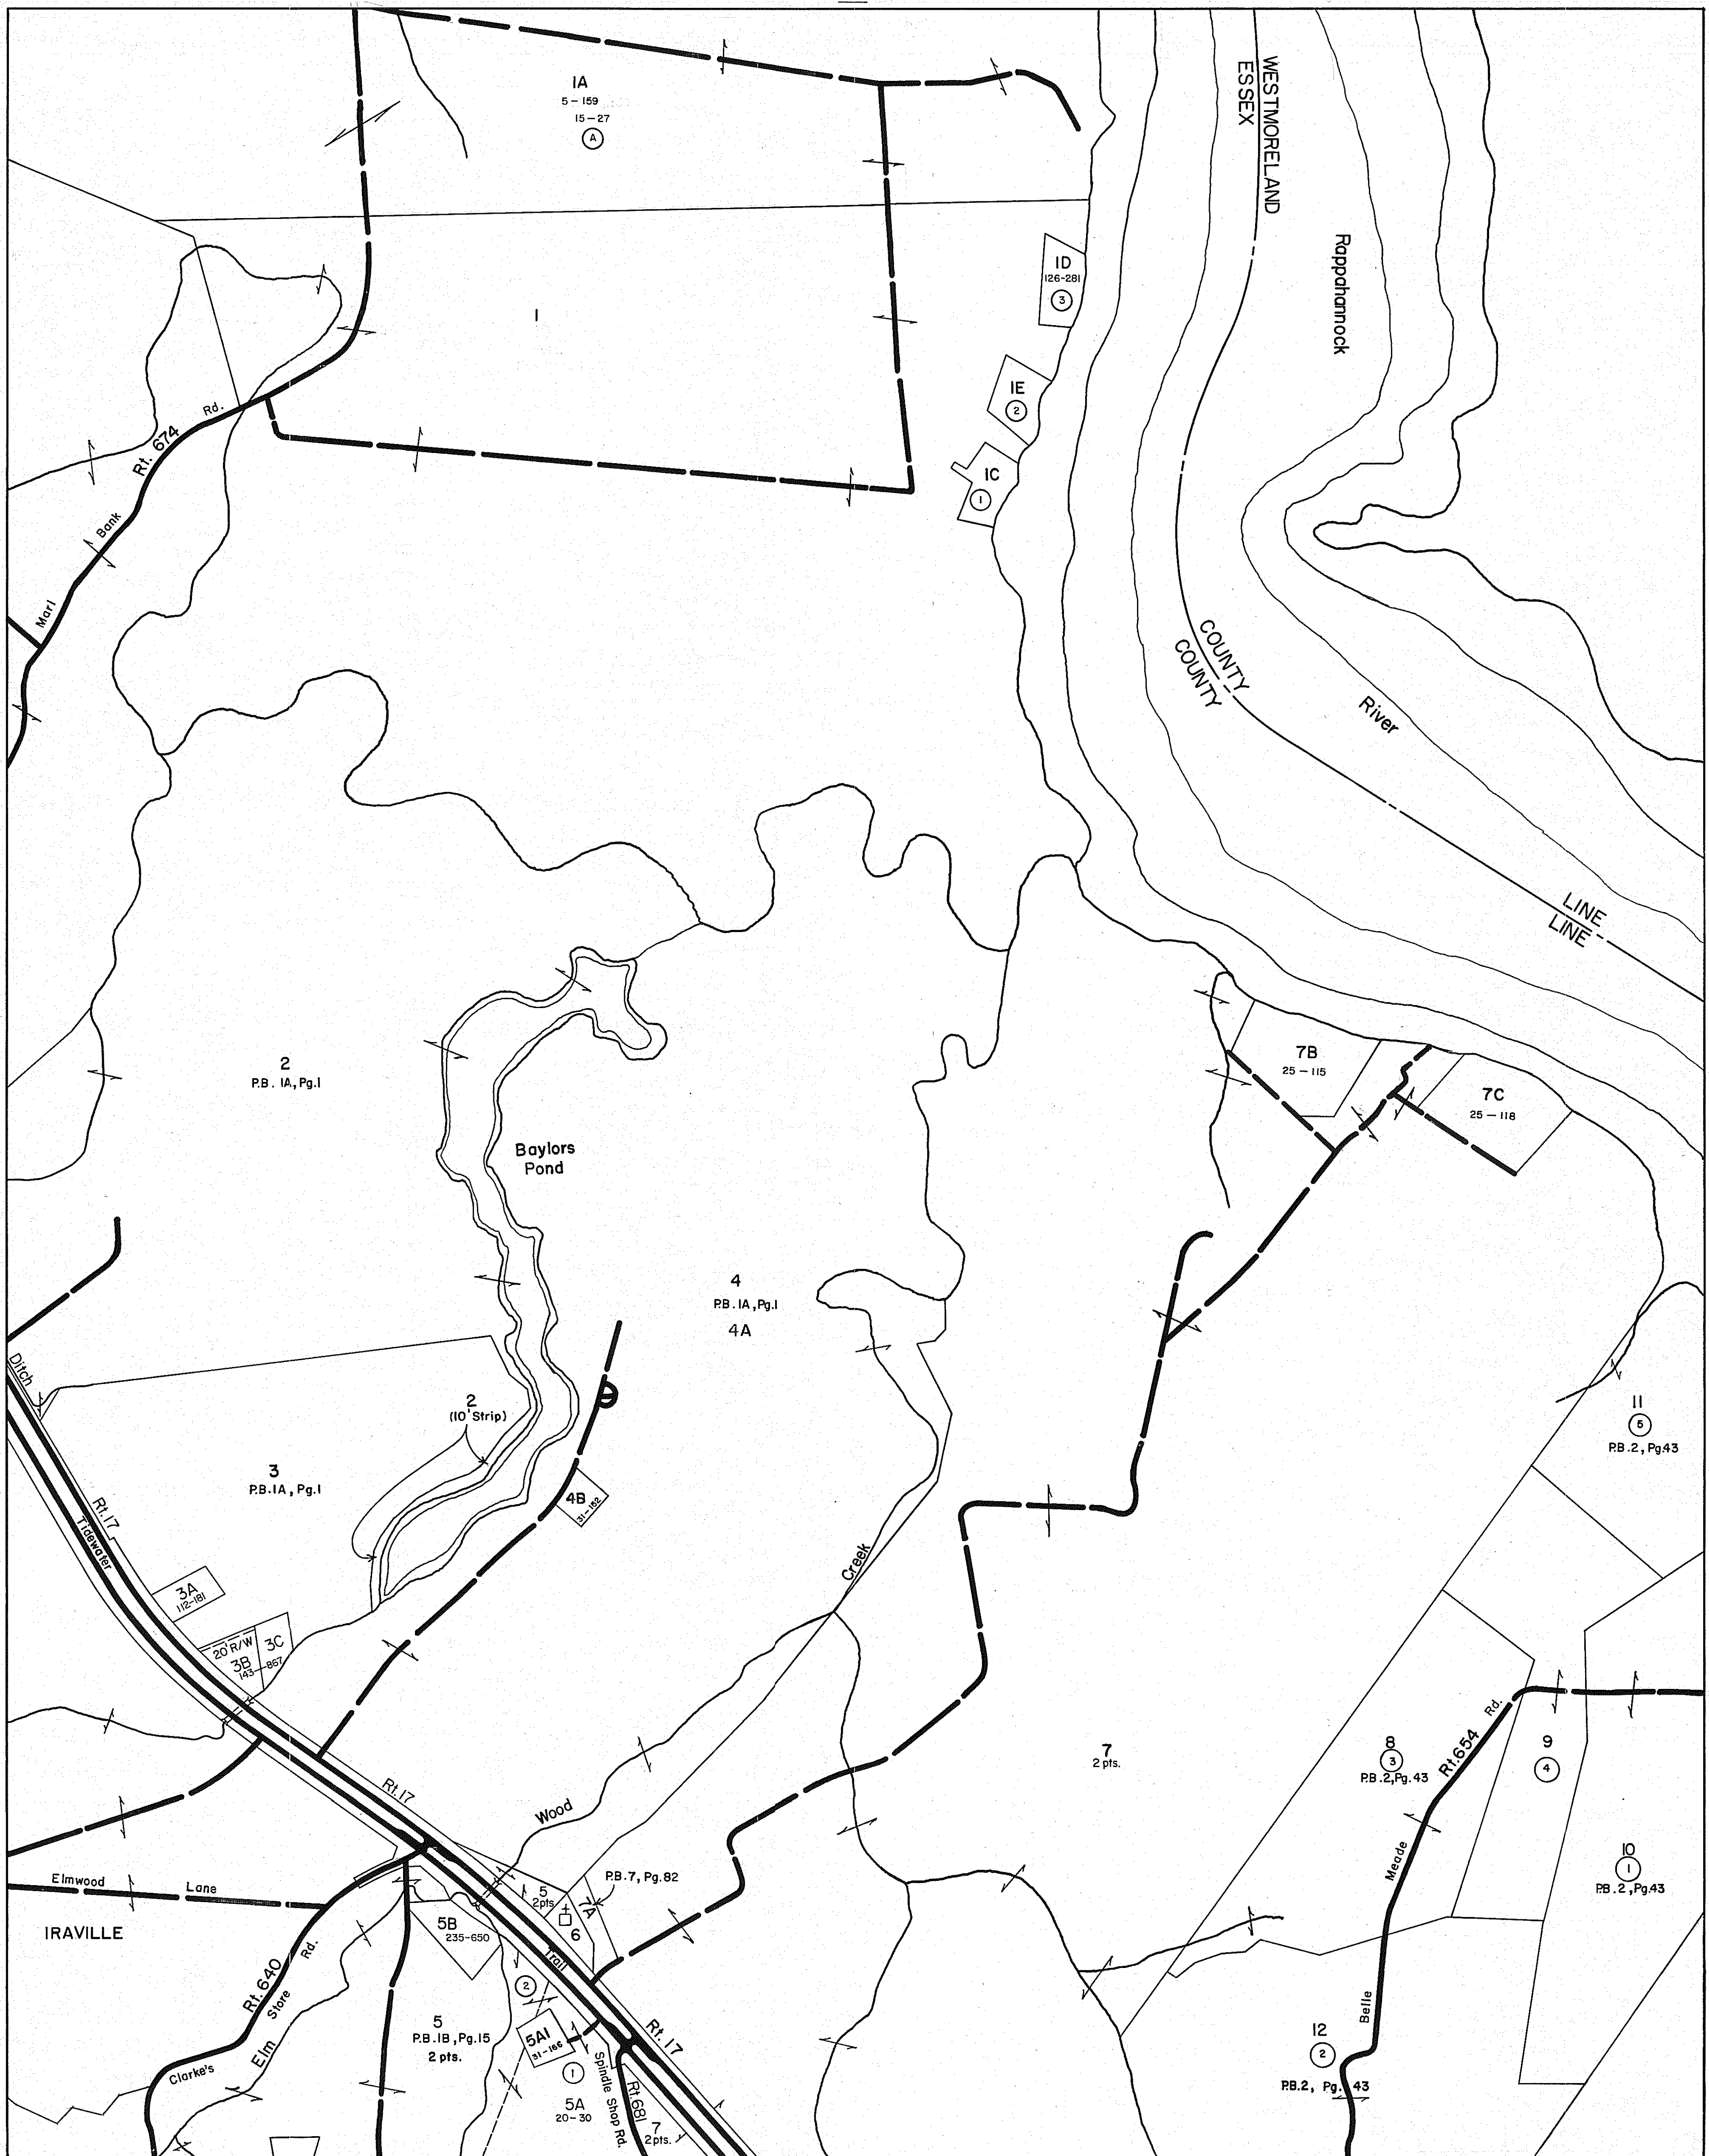 1A
5-159
15-27
A
WESTMORELAND
ESSEX
Rappahannock
1D
126-281
3
1
1E
2
1C
1
Rd.
Rt. 674
Bank
Marl
COUNTY
COUNTY
River
LINE
LINE
2
P.B. 1A, Pg.1
7B
25-115
7C
25-118
Baylors
Pond
4
P.B. 1A, Pg.1
4A
Ditch
2
(10' Strip)
3
P.B. 1A, Pg.1
4B
31-152
11
5
P.B. 2, Pg.43
Rt. 17
Tidewater
Creek
3A
112-181
20' R/W
3C
3B
143-867
7
2 pts.
8
3
P.B. 2, Pg. 43
Rt. 654
Rd.
9
4
Rt. 17
Wood
Meade
10
1
P.B. 2, Pg.43
Elmwood Lane
5
2pts
7A
P.B. 7, Pg. 82
6
IRAVILLE
5B
235-650
Trail
Rt. 640
Rd.
Store
2
5
P.B. 1B, Pg. 15
2 pts.
5A1
31-166
Rt. 17
Belle
12
2
P.B. 2, Pg. 43
Elm
Clarke's
1
5A
20-30
Spindle Shop Rd.
Rt. 681
7
2pts.